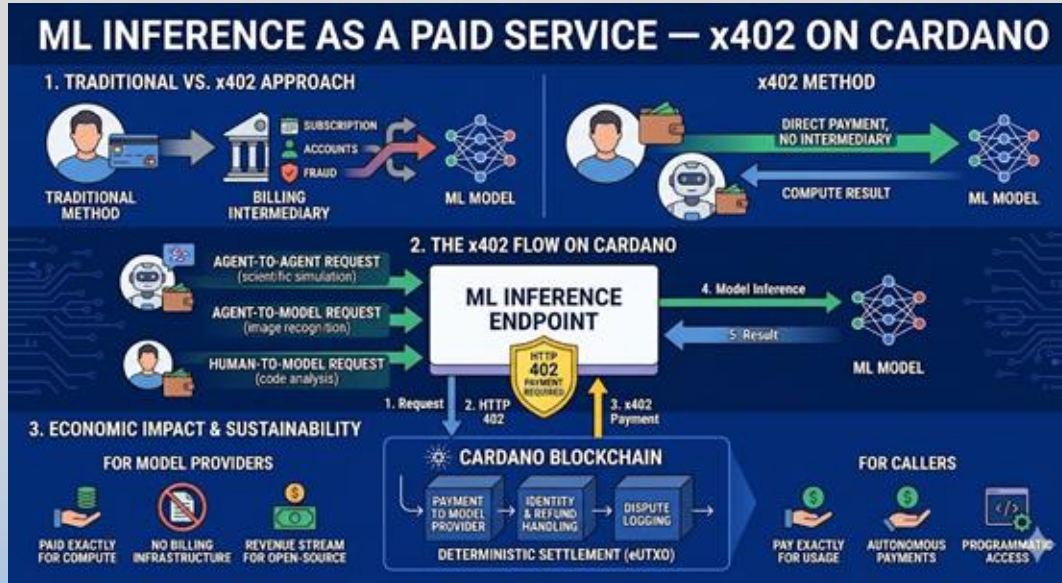 ML INFERENCE AS A PAID SERVICE — x402 ON CARDANO
1. TRADITIONAL VS. x402 APPROACH
TRADITIONAL
METHOD
BILLING
INTERMEDIARY
SUBSCRIPTION
ACCOUNTS
FRAUD
ML MODEL
x402 METHOD
DIRECT PAYMENT,
NO INTERMEDIARY
COMPUTE RESULT
ML MODEL
2. THE x402 FLOW ON CARDANO
AGENT-TO-AGENT REQUEST
(scientific simulation)
AGENT-TO-MODEL REQUEST
(image recognition)
HUMAN-TO-MODEL REQUEST
(code analysis)
ML INFERENCE
ENDPOINT
HTTP
402
PAYMENT
REQUIRED
4. Model Inference
5. Result
ML MODEL
1. Request
2. HTTP
402
3. x402
Payment
3. ECONOMIC IMPACT & SUSTAINABILITY
FOR MODEL PROVIDERS
PAID EXACTLY
FOR COMPUTE
NO BILLING
INFRASTRUCTURE
REVENUE STREAM
FOR OPEN-SOURCE
CARDANO BLOCKCHAIN
PAYMENT
TO MODEL
PROVIDER
IDENTITY
& REFUND
HANDLING
DISPUTE
LOGGING
DETERMINISTIC SETTLEMENT (eUTXO)
FOR CALLERS
PAY EXACTLY
FOR USAGE
AUTONOMOUS
PAYMENTS
PROGRAMMATIC
ACCESS